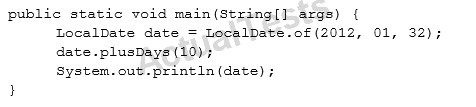 public static void main(String[] args) {
LocalDate date = LocalDate.of(2012, 01, 32);
date.plusDays(10);
System.out.println(date);
}
ActualTests